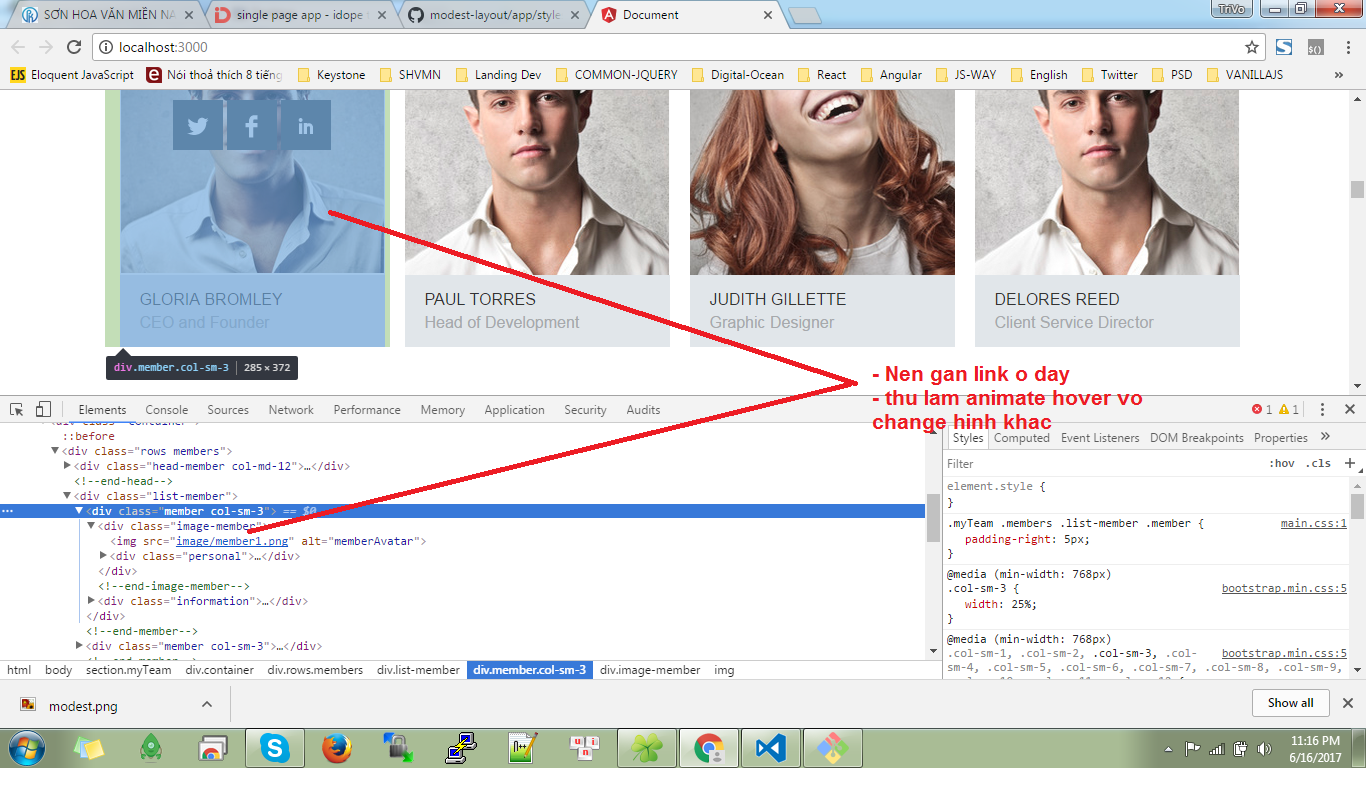 SƠN HOA VĂN MIỀN NA
single page app - idope
modest-layout/app/style
Document
TriVo
localhost:3000
EJS Eloquent JavaScript
Nói thoả thích 8 tiếng
Keystone
SHVMN
Landing Dev
COMMON-JQUERY
Digital-Ocean
React
Angular
JS-WAY
English
Twitter
PSD
VANILLAJS
»
GLORIA BROMLEY
CEO and Founder
PAUL TORRES
Head of Development
JUDITH GILLETTE
Graphic Designer
DELORES REED
Client Service Director
div.member.col-sm-3 | 285 × 372
- Nen gan link o day
- thu lam animate hover vo
change hinh khac
Elements Console Sources Network Performance Memory Application Security Audits
1 1
::before
<div class="rows members">
<div class="head-member col-md-12">…</div>
<!--end-head-->
<div class="list-member">
<div class="member col-sm-3"> == $0
<div class="image-member">
<img src="image/member1.png" alt="memberAvatar">
<div class="personal">…</div>
</div>
<!--end-image-member-->
<div class="information">…</div>
</div>
<!--end-member-->
<div class="member col-sm-3">…</div>
html body section.myTeam div.container div.rows.members div.list-member div.member.col-sm-3 div.image-member img
Styles Computed Event Listeners DOM Breakpoints Properties »
Filter :hov .cls +
element.style {
}
.myTeam .members .list-member .member { main.css:1
padding-right: 5px;
}
@media (min-width: 768px)
.col-sm-3 { bootstrap.min.css:5
width: 25%;
}
@media (min-width: 768px)
.col-sm-1, .col-sm-2, .col-sm-3, .col- bootstrap.min.css:5
sm-4, .col-sm-5, .col-sm-6, .col-sm-7, .col-sm-8, .col-sm-9,
modest.png
Show all
11:16 PM
6/16/2017